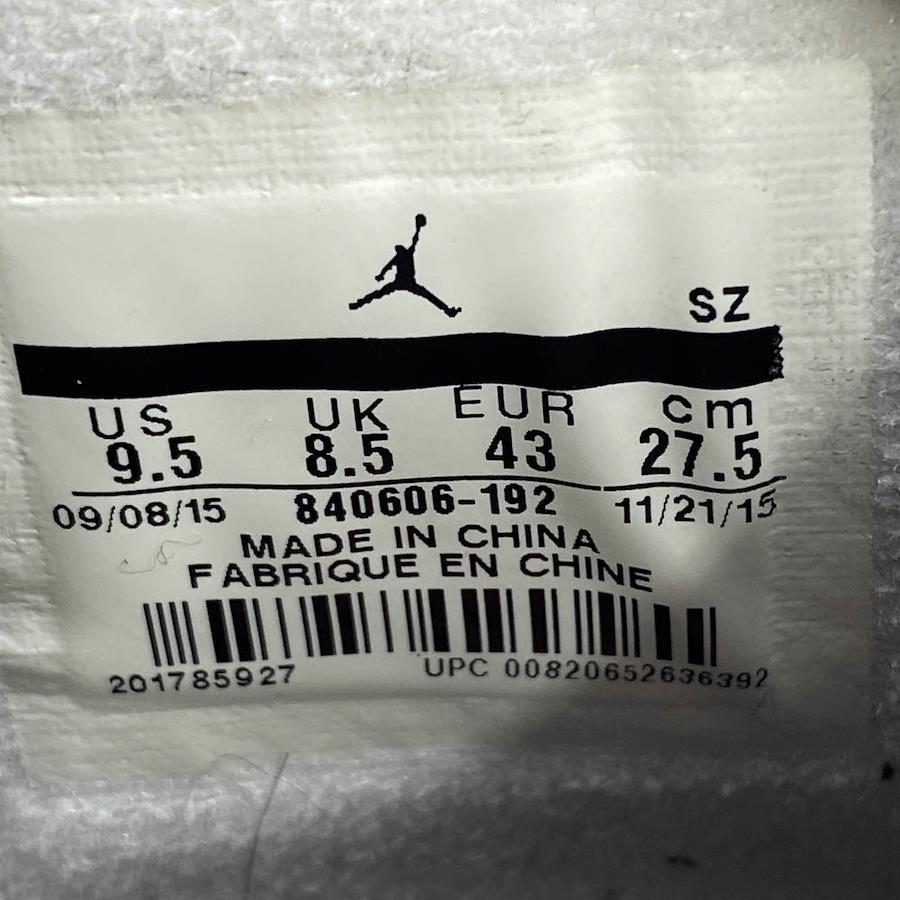 SZ
US UK EUR cm
9.5 8.5 43 27.5
09/08/15 840606-192 11/21/15
MADE IN CHINA
FABRIQUE EN CHINE
201785927 UPC 00820652636392